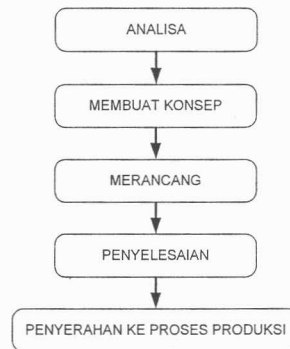 ANALISA
MEMBUAT KONSEP
MERANCANG
PENYELESAIAN
PENYERAHAN KE PROSES PRODUKSI